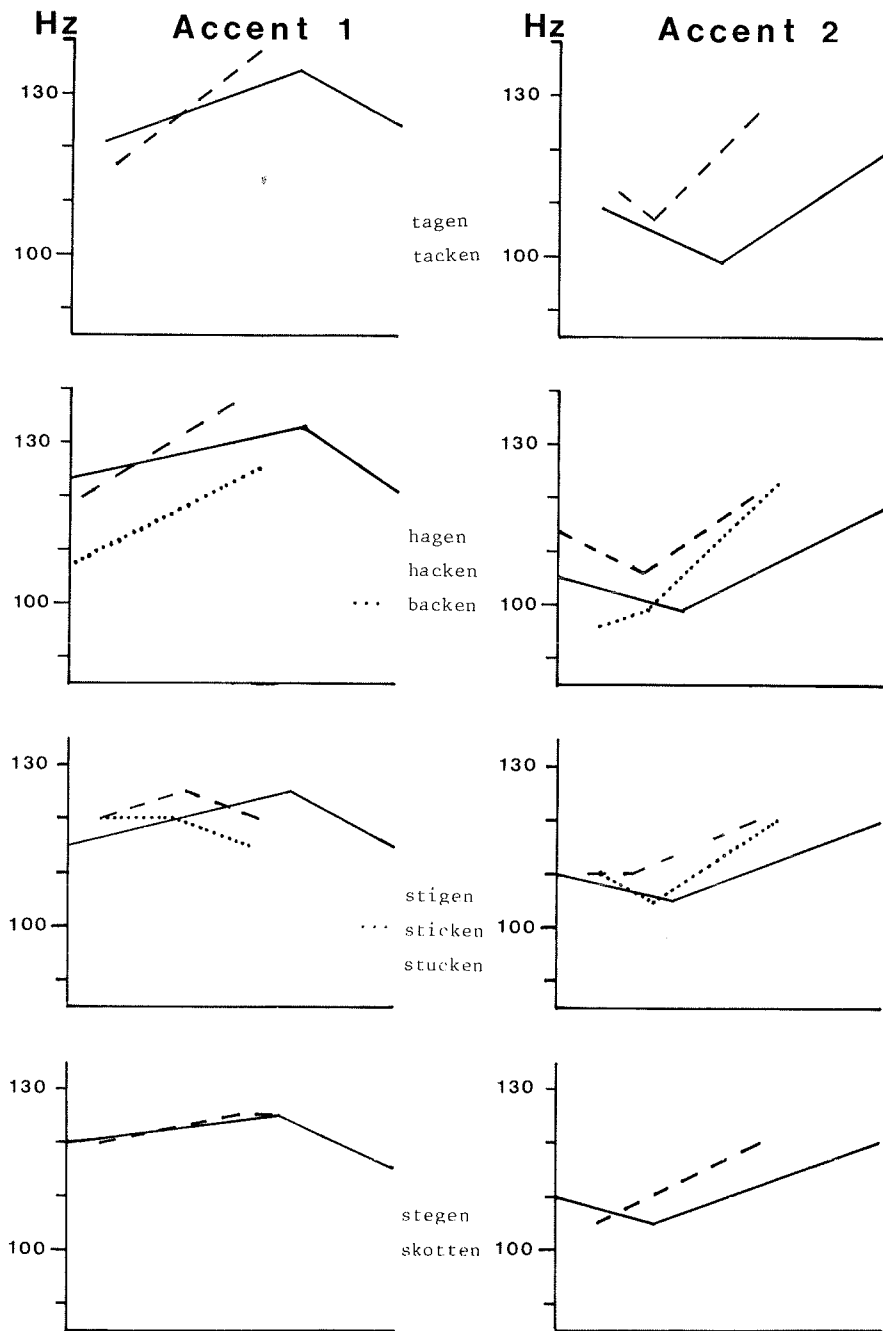 Hz Accent 1
Hz Accent 2
130
100
130
100
tagen
tacken
130
100
130
100
hagen
hacken
... backen
130
100
130
100
stigen
... sticken
stucken
130
100
130
100
stegen
skotten